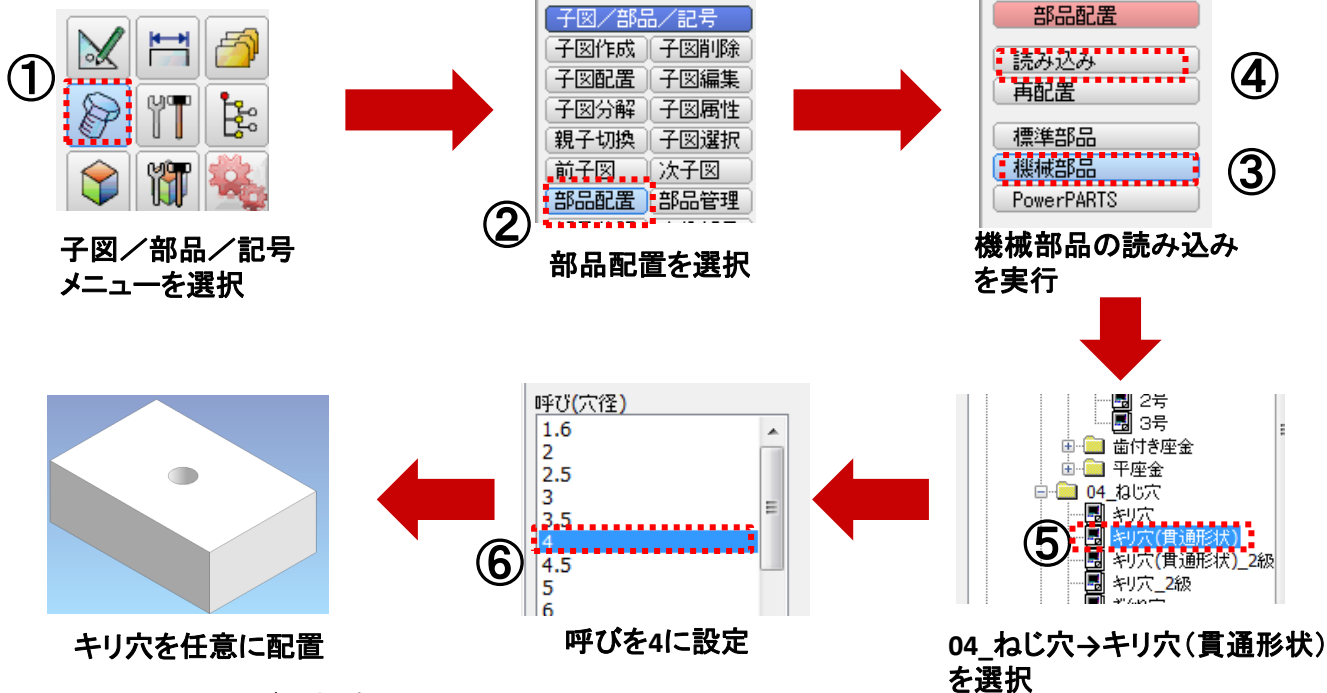 ①
子図／部品／記号
メニューを選択
子図／部品／記号
子図作成 子図削除
子図配置 子図編集
子図分解 子図属性
親子切換 子図選択
前子図 次子図
部品配置 部品管理
②
部品配置を選択
部品配置
読み込み
④
再配置
標準部品
機械部品
③
PowerPARTS
機械部品の読み込み
を実行
2号
3号
歯付き座金
平座金
04_ねじ穴
キリ穴
⑤
キリ穴(貫通形状)
キリ穴(貫通形状)_2級
キリ穴_2級
04_ねじ穴→キリ穴（貫通形状）
を選択
呼び(穴径)
1.6
2
2.5
3
3.5
4
⑥
4.5
5
6
呼びを4に設定
キリ穴を任意に配置